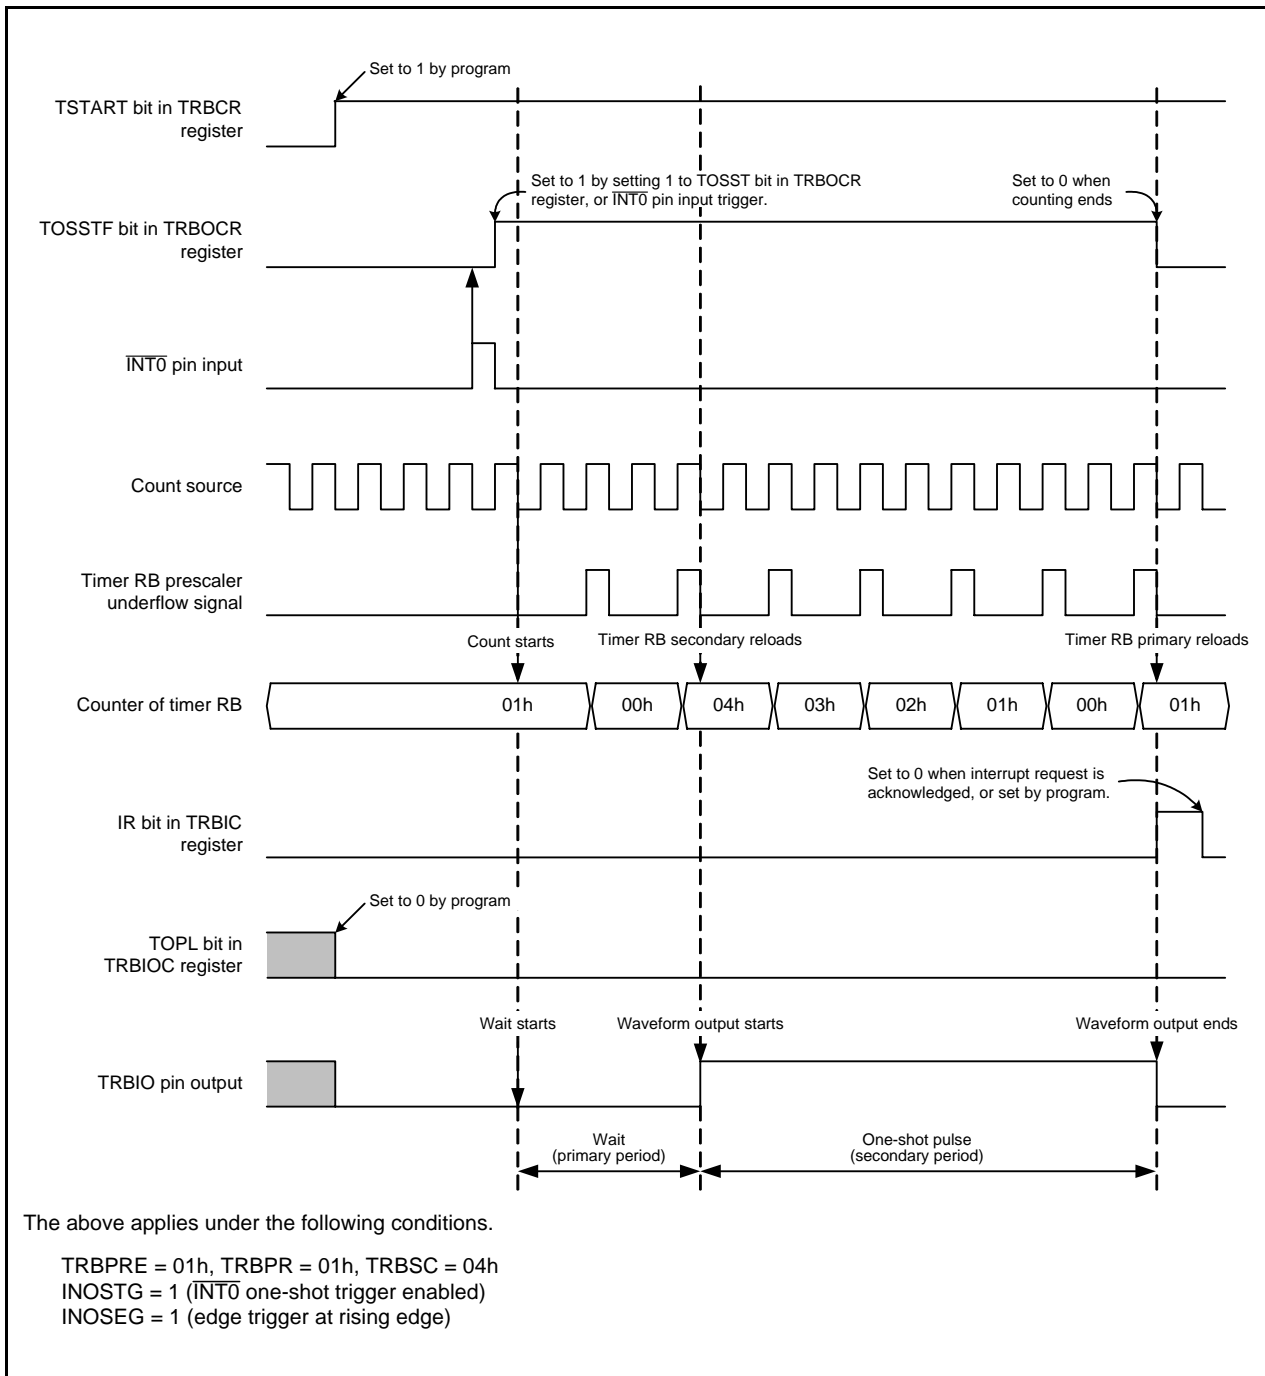 Set to 1 by program
TSTART bit in TRBCR
register
Set to 1 by setting 1 to TOSST bit in TRBOCR
register, or INT0 pin input trigger.
Set to 0 when
counting ends
TOSSTF bit in TRBOCR
register
INT0 pin input
Count source
Timer RB prescaler
underflow signal
Count starts
Timer RB secondary reloads
Timer RB primary reloads
Counter of timer RB
01h
00h
04h
03h
02h
01h
00h
01h
Set to 0 when interrupt request is
acknowledged, or set by program.
IR bit in TRBIC
register
Set to 0 by program
TOPL bit in
TRBIOC register
Wait starts
Waveform output starts
Waveform output ends
TRBIO pin output
Wait
(primary period)
One-shot pulse
(secondary period)
The above applies under the following conditions.
TRBPRE = 01h, TRBPR = 01h, TRBSC = 04h
INOSTG = 1 (INT0 one-shot trigger enabled)
INOSEG = 1 (edge trigger at rising edge)